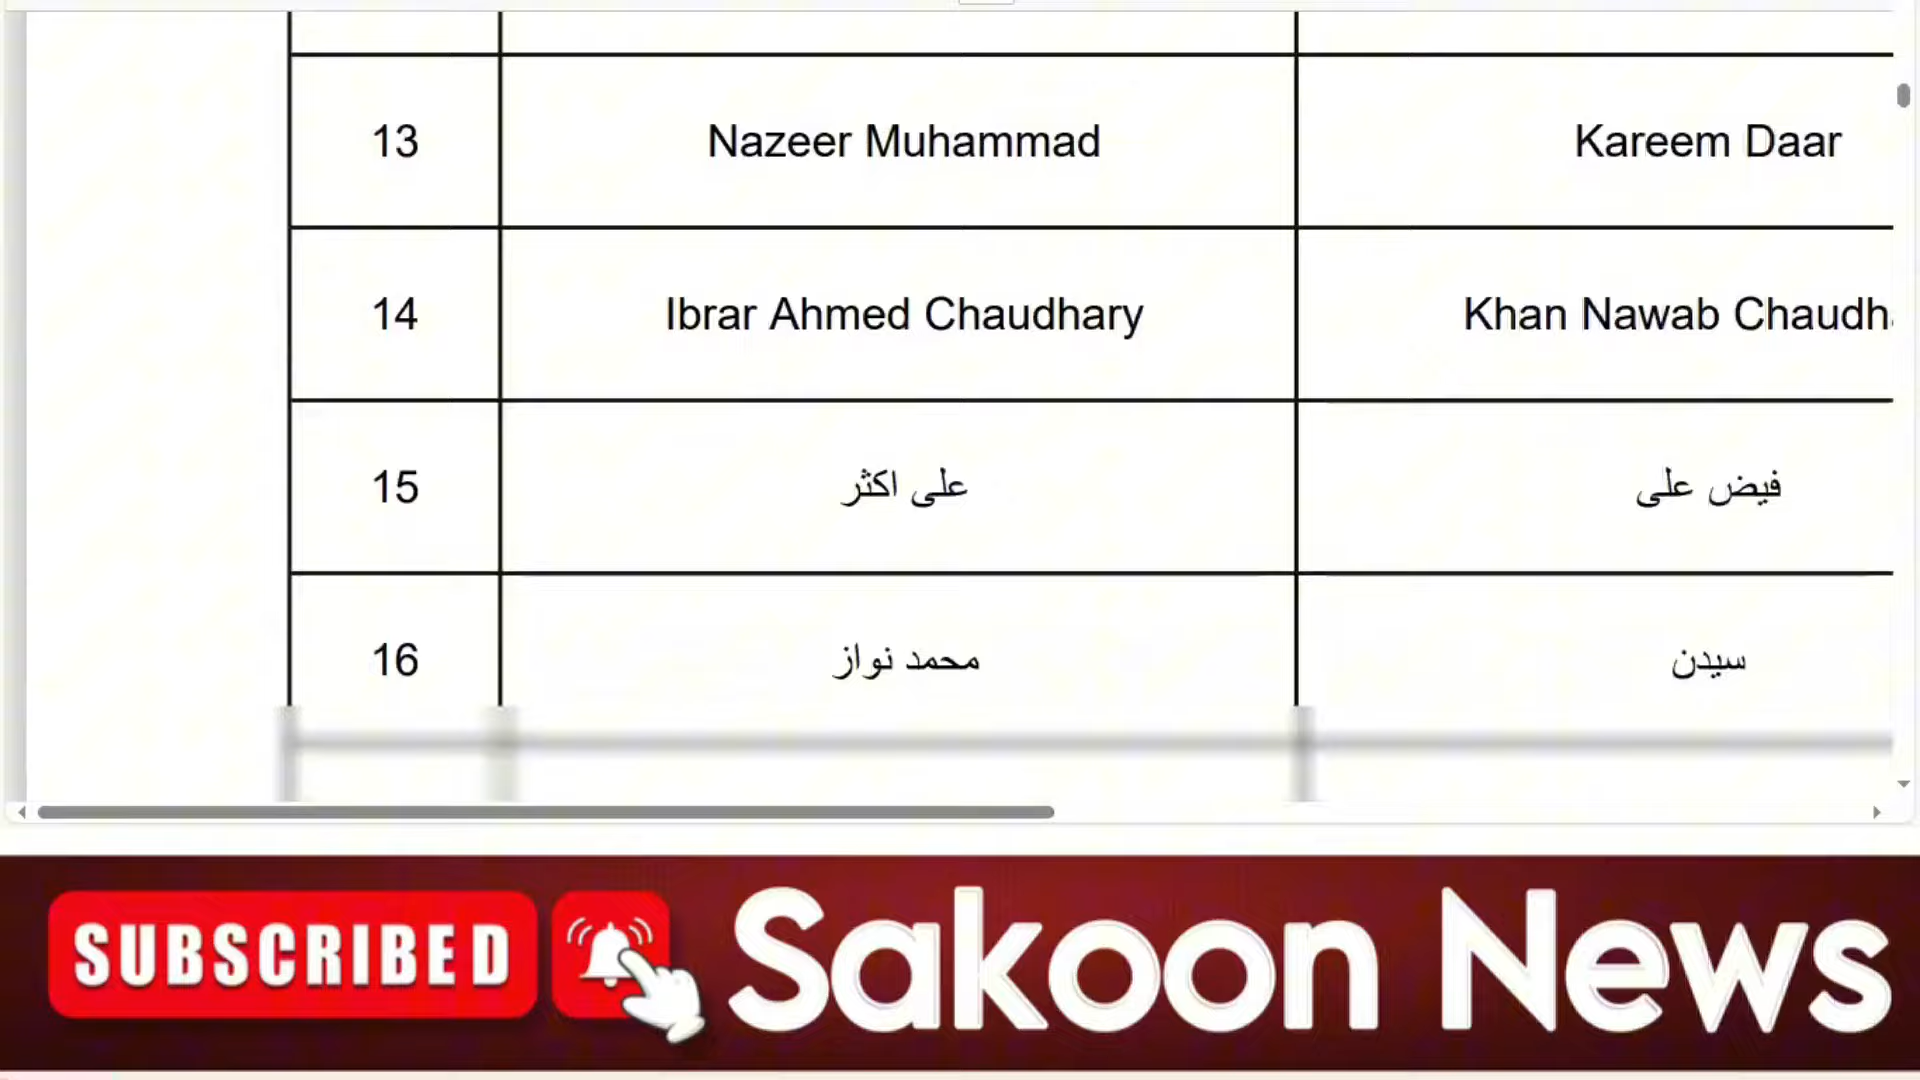 13 Nazeer Muhammad Kareem Daar
14 Ibrar Ahmed Chaudhary Khan Nawab
15 علی اکثر فیض علی
16 محمد نواز سیدن
SUBSCRIBED Sakoon News